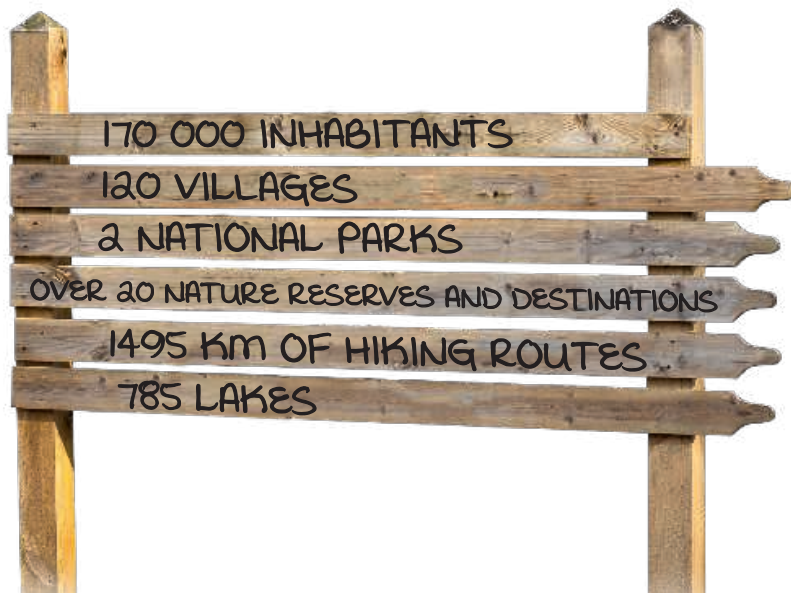 170 000 INHABITANTS
120 VILLAGES
2 NATIONAL PARKS
OVER 20 NATURE RESERVES AND DESTINATIONS
1495 KM OF HIKING ROUTES
785 LAKES